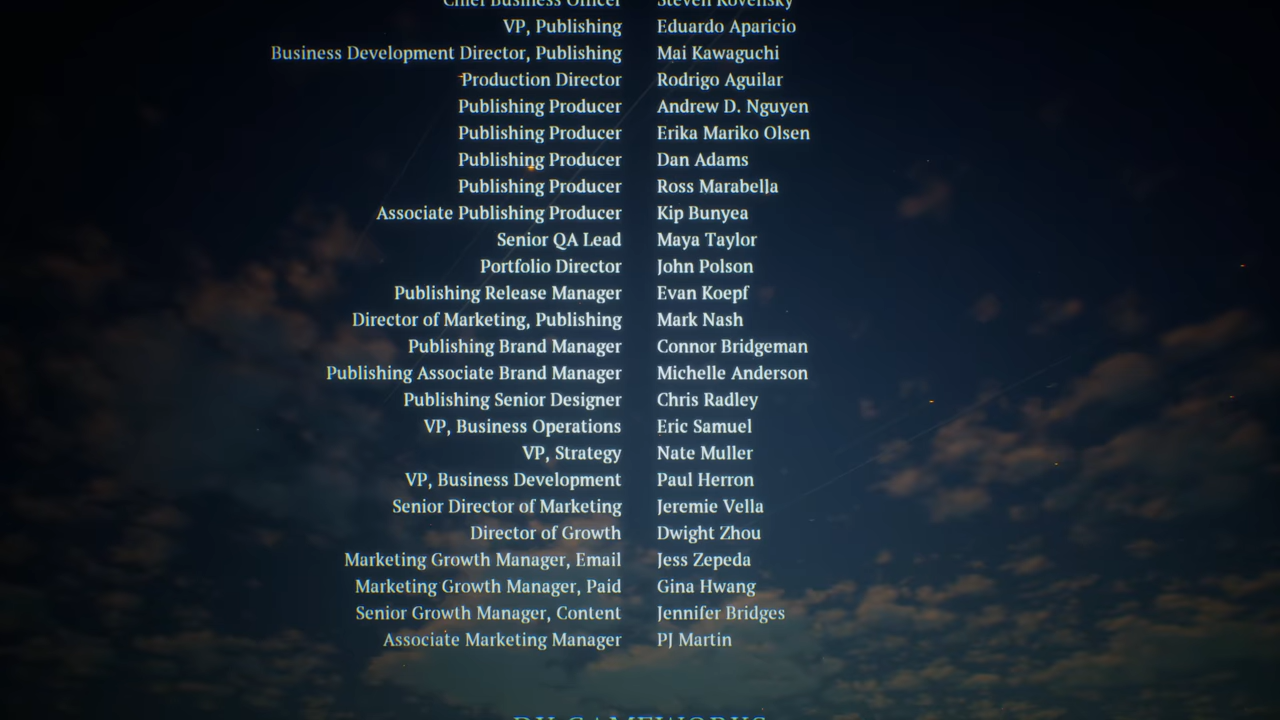 Chief Business Officer Steven Kovensky
VP, Publishing Eduardo Aparicio
Business Development Director, Publishing Mai Kawaguchi
Production Director Rodrigo Aguilar
Publishing Producer Andrew D. Nguyen
Publishing Producer Erika Mariko Olsen
Publishing Producer Dan Adams
Publishing Producer Ross Marabella
Associate Publishing Producer Kip Bunyea
Senior QA Lead Maya Taylor
Portfolio Director John Polson
Publishing Release Manager Evan Koepf
Director of Marketing, Publishing Mark Nash
Publishing Brand Manager Connor Bridgeman
Publishing Associate Brand Manager Michelle Anderson
Publishing Senior Designer Chris Radley
VP, Business Operations Eric Samuel
VP, Strategy Nate Muller
VP, Business Development Paul Herron
Senior Director of Marketing Jeremie Vella
Director of Growth Dwight Zhou
Marketing Growth Manager, Email Jess Zepeda
Marketing Growth Manager, Paid Gina Hwang
Senior Growth Manager, Content Jennifer Bridges
Associate Marketing Manager PJ Martin
GAMEWORKS